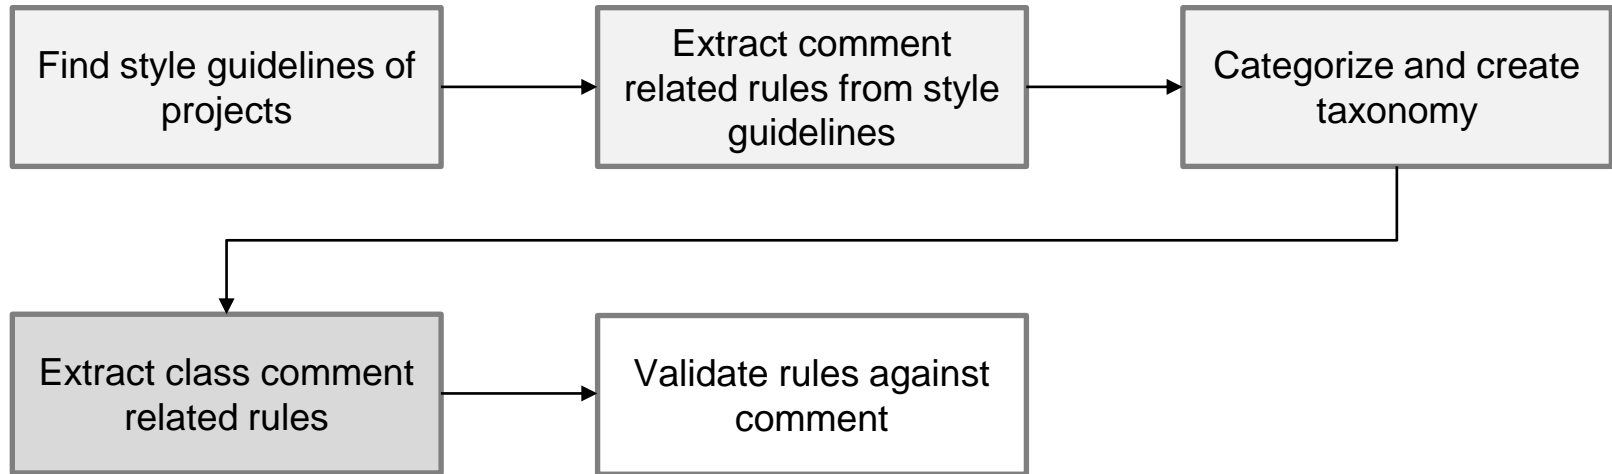 Find style guidelines of
projects
Extract comment
related rules from style
guidelines
Categorize and create
taxonomy
Extract class comment
related rules
Validate rules against
comment